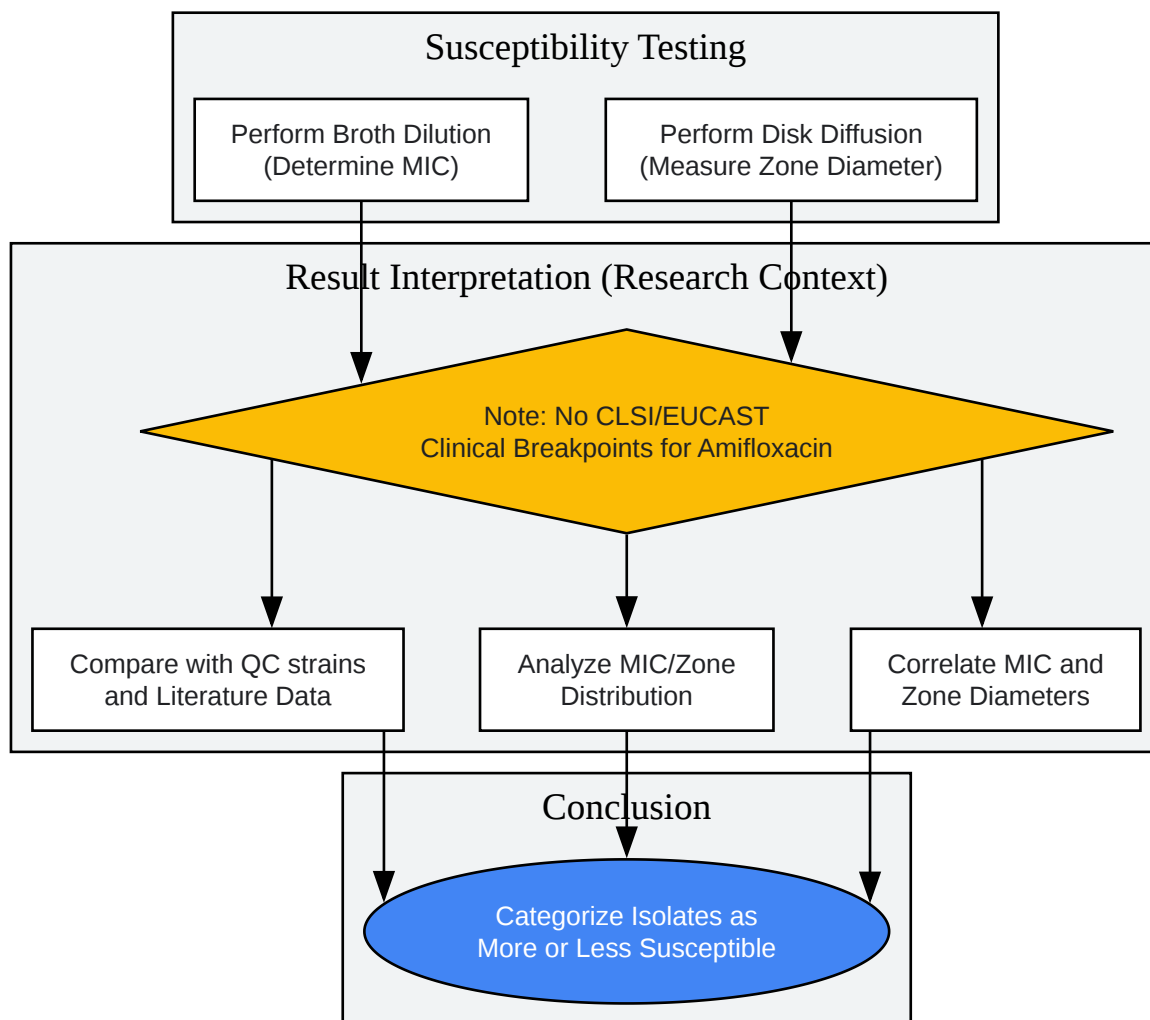 Susceptibility Testing
Perform Broth Dilution
(Determine MIC)
Perform Disk Diffusion
(Measure Zone Diameter)
Result Interpretation (Research Context)
Note: No CLSI/EUCAST
Clinical Breakpoints for Amifloxacin
Compare with QC strains
and Literature Data
Analyze MIC/Zone
Distribution
Correlate MIC and
Zone Diameters
Conclusion
Categorize Isolates as
More or Less Susceptible